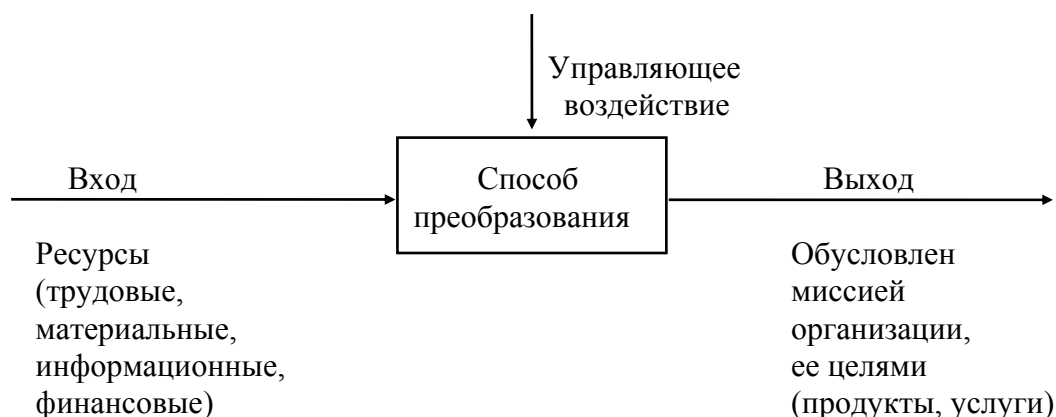 Управляющее
воздействие
Вход
Способ
преобразования
Выход
Ресурсы
(трудовые,
материальные,
информационные,
финансовые)
Обусловлен
миссией
организации,
ее целями
(продукты, услуги)